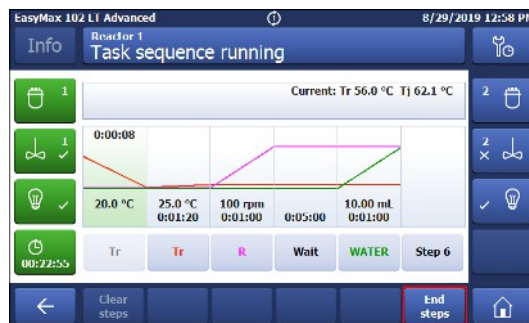 EasyMax 102 LT Advanced
8/29/2019 12:58 PM
Info
Reactor 1
Task sequence running
1
Current: Tr 56.0 °C Tj 62.1 °C
2
1
0:00:08
2
20.0 °C
25.0 °C
0:01:20
100 rpm
0:01:00
0:05:00
10.00 mL
0:01:00
00:22:55
Tr
Tr
R
Wait
WATER
Step 6
Clear
steps
End
steps